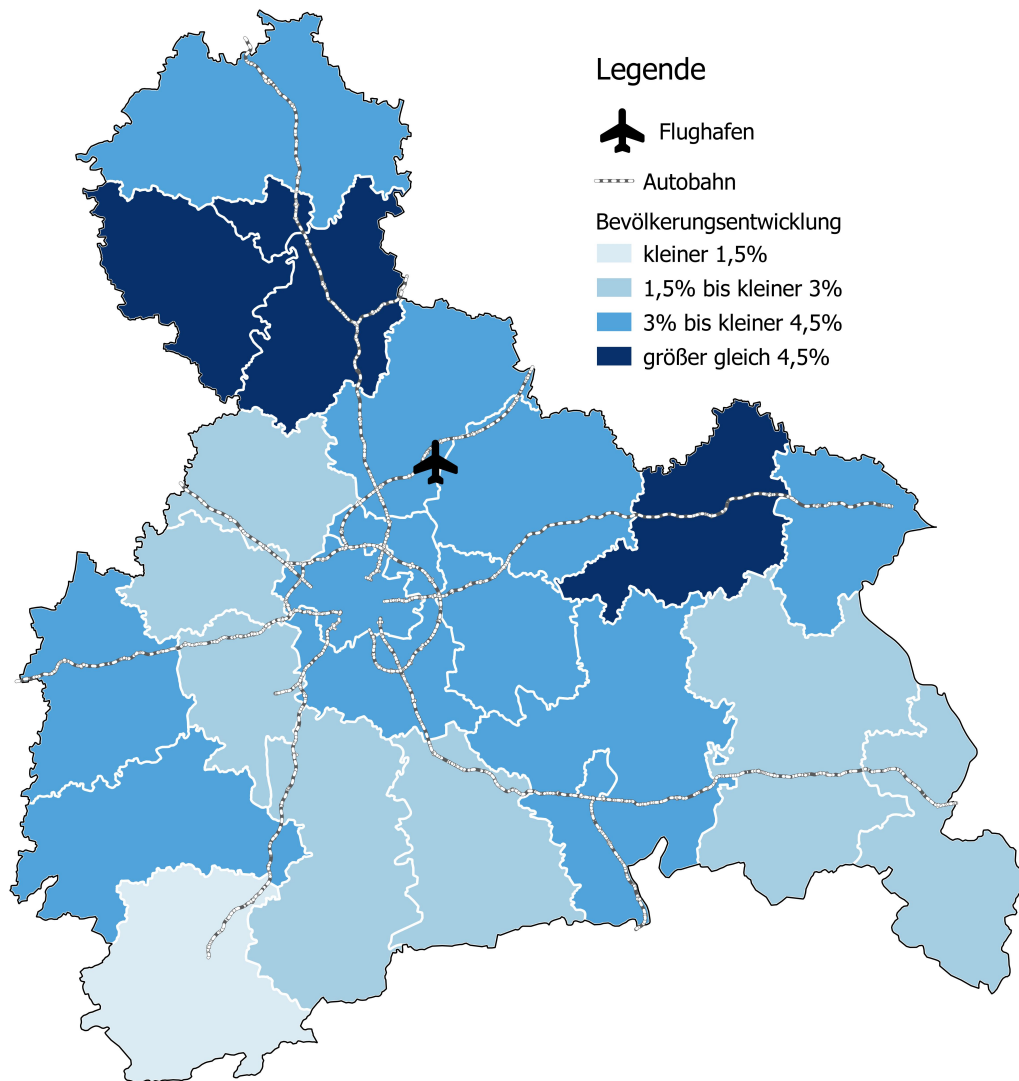 Legende
Flughafen
Autobahn
Bevölkerungsentwicklung
kleiner 1,5%
1,5% bis kleiner 3%
3% bis kleiner 4,5%
größer gleich 4,5%